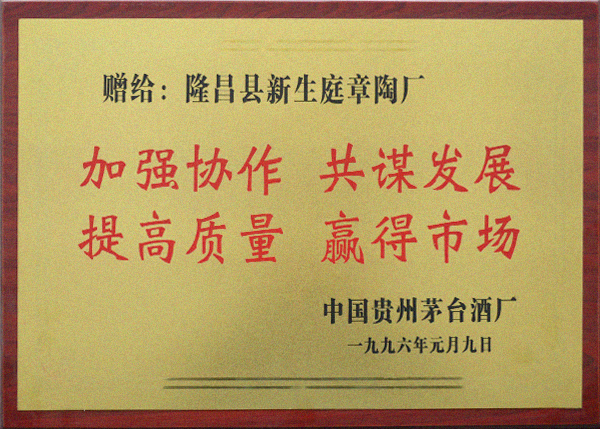 赠给：隆昌县新生庭章陶厂
加强协作 共谋发展
提高质量 赢得市场
中国贵州茅台酒厂
一九九六年元月九日